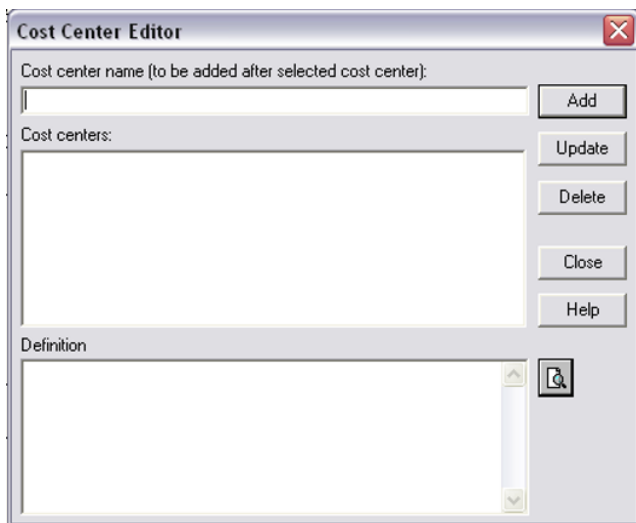 Cost Center Editor
Cost center name (to be added after selected cost center):
Add
Cost centers:
Update
Delete
Close
Help
Definition